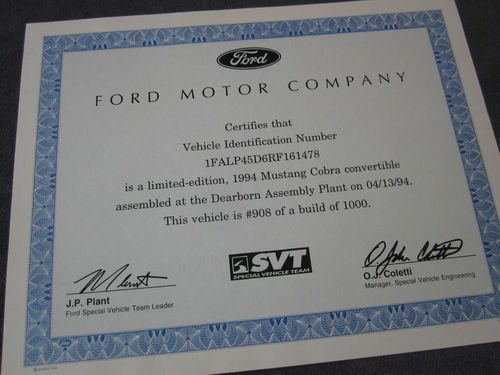 Ford
FORD MOTOR COMPANY
Certifies that
Vehicle Identification Number
1FALP45D6RF161478
is a limited-edition, 1994 Mustang Cobra convertible
assembled at the Dearborn Assembly Plant on 04/13/94.
This vehicle is #908 of a build of 1000.
SVT
SPECIAL VEHICLE TEAM
J.P. Plant
Ford Special Vehicle Team Leader
O.J. Coletti
Manager, Special Vehicle Engineering